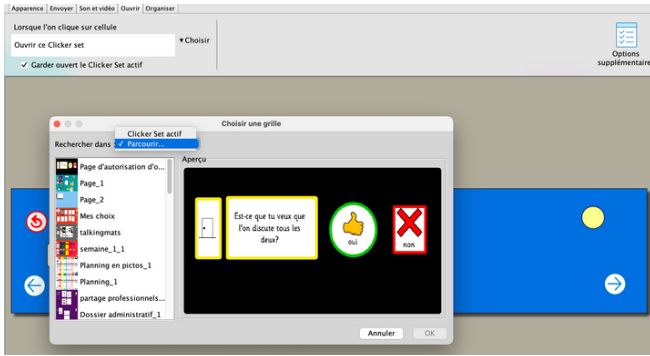 Apparence Envoyer Son et vidéo Ouvrir Organiser
Lorsque l'on clique sur cellule
Ouvrir ce Clicker set
▼Choisir
✓ Garder ouvert le Clicker Set actif
Options
supplémentaire
Choisir une grille
Clicker Set actif
Rechercher dans :
✓ Parcourir...
Aperçu
Page d'autorisation d'o...
Page_1
Page_2
Mes choix
talkingmats
semaine_1_1
Planning en pictos_1
Planning_1
partage professionnels...
Dossier administratif_1
Est-ce que tu veux que
l'on discute tous les
deux?
oui
non
Annuler
OK